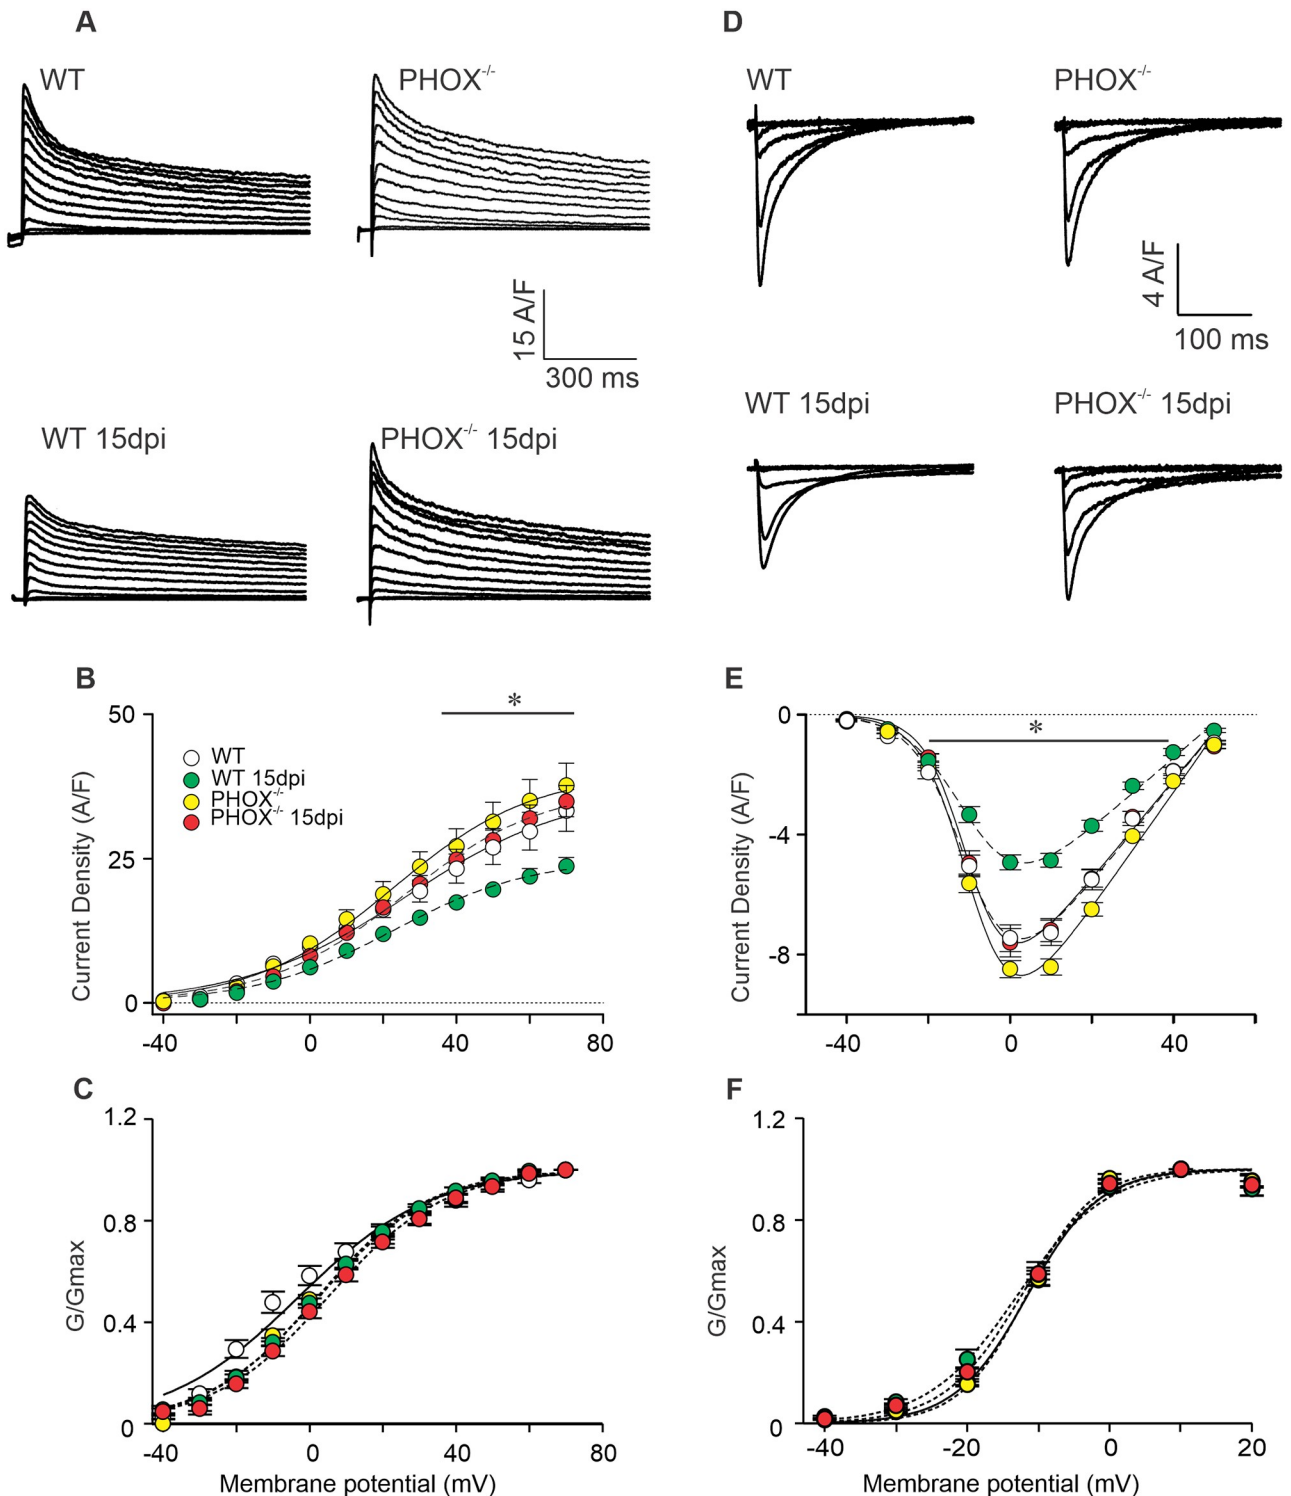 A
WT
PHOX-/-
15 A/F
300 ms
WT 15dpi
PHOX-/- 15dpi
D
WT
PHOX-/-
4 A/F
100 ms
WT 15dpi
PHOX-/- 15dpi
B
50
25
0
Current Density (A/F)
*
WT
WT 15dpi
PHOX-/-
PHOX-/- 15dpi
-40
0
40
80
E
0
-4
-8
Current Density (A/F)
*
-40
0
40
C
1.2
0.8
0.4
0
G/Gmax
-40
0
40
80
Membrane potential (mV)
F
1.2
0.8
0.4
0
G/Gmax
-40
-20
0
20
Membrane potential (mV)